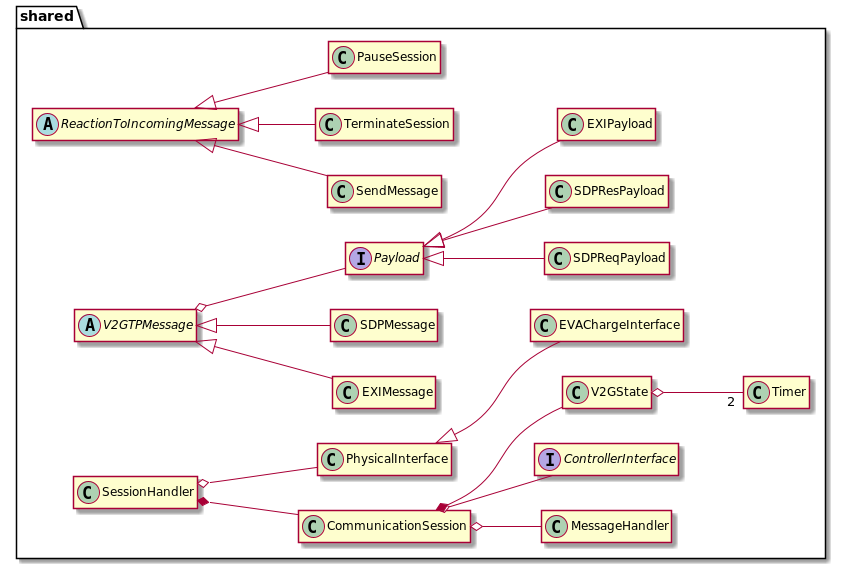 shared
C PauseSession
A ReactionToIncomingMessage
C TerminateSession
C EXIPayload
C SendMessage
C SDPResPayload
I Payload
C SDPReqPayload
A V2GTPMessage
C SDPMessage
C EVAChargeInterface
C EXIMessage
C V2GState
2
C Timer
C PhysicalInterface
I ControllerInterface
C SessionHandler
C CommunicationSession
C MessageHandler